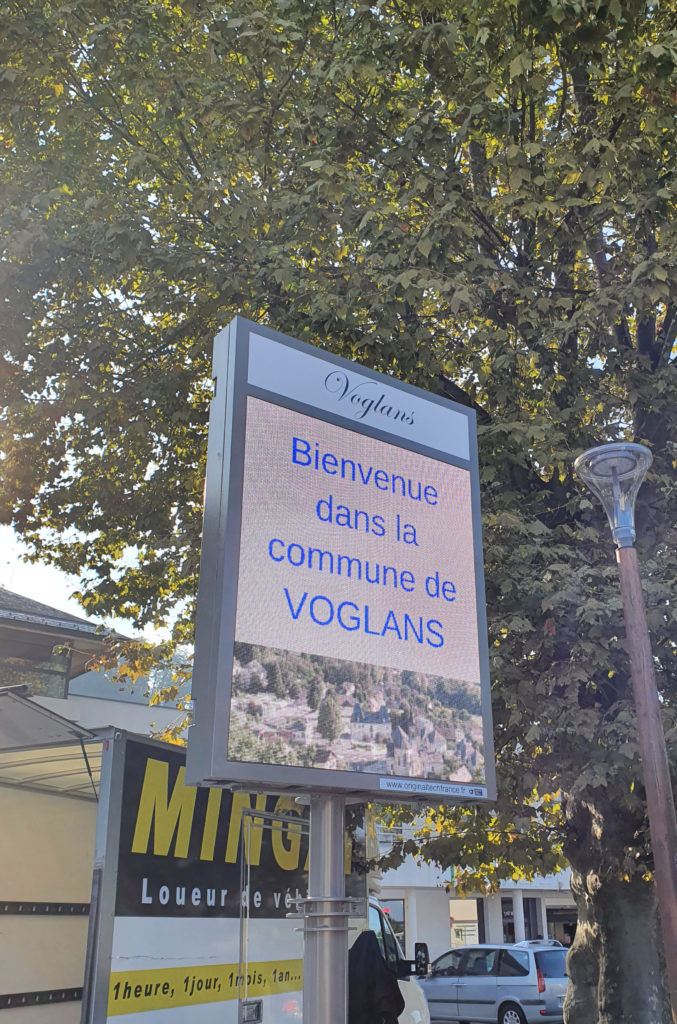 Voglans
Bienvenue
dans la
commune de
VOGLANS
www.originaltechfrance.fr
Loueur de
1heure, 1jour, 1mois, 1an...